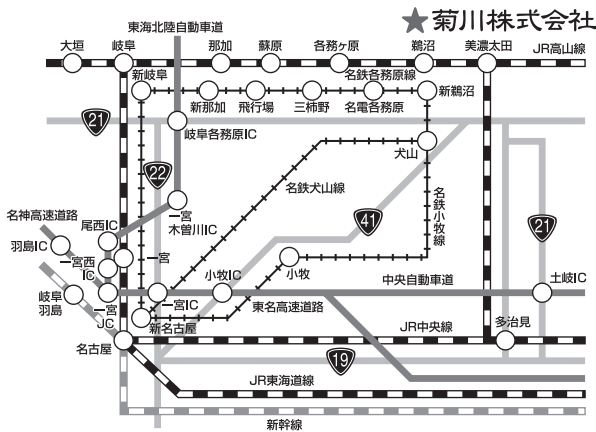 ★菊川株式会社
東海北陸自動車道
大垣
岐阜
那加
蘇原
各務ヶ原
鵜沼
美濃太田
JR高山線
新岐阜
名鉄各務原線
新鵜沼
新那加
飛行場
三柿野
名電各務原
21
岐阜各務原IC
犬山
22
名鉄犬山線
名鉄小牧線
一宮
木曽川IC
41
21
名神高速道路
尾西IC
羽島IC
一宮西
IC
一宮
小牧
小牧IC
中央自動車道
土岐IC
岐阜
羽島
一宮
JC
一宮IC
東名高速道路
新名古屋
JR中央線
多治見
名古屋
19
JR東海道線
新幹線